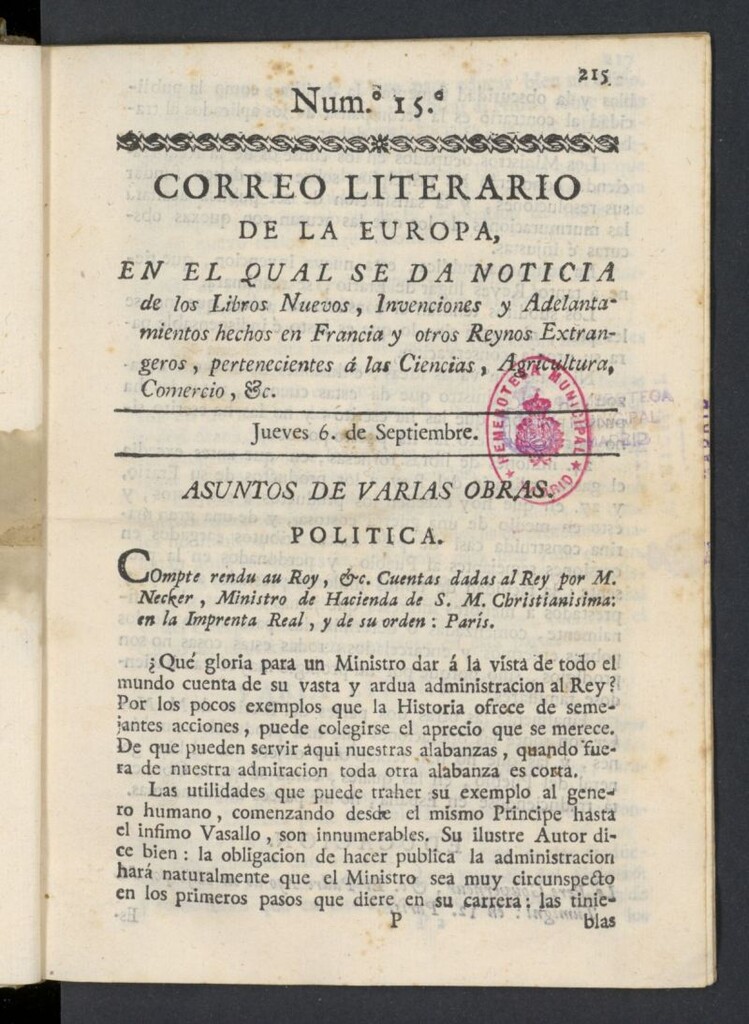 215
Num.º 15.º
CORREO LITERARIO
DE LA EUROPA,
EN EL QUAL SE DA NOTICIA
de los Libros Nuevos, Invenciones y Adelanta-
mientos hechos en Francia y otros Reynos Extran-
geros, pertenecientes á las Ciencias, Agricultura,
Comercio, &c.
HEMEROTECA MUNICIPAL
★ MADRID ★
Jueves 6. de Septiembre.
ASUNTOS DE VARIAS OBRAS.
POLITICA.
COmpte rendu au Roy, &c. Cuentas dadas al Rey por M.
Necker, Ministro de Hacienda de S. M. Christianisima:
en la Imprenta Real, y de su orden: París.
¿Qué gloria para un Ministro dar á la vista de todo el
mundo cuenta de su vasta y ardua administracion al Rey?
Por los pocos exemplos que la Historia ofrece de seme-
jantes acciones, puede colegirse el aprecio que se merece.
De que pueden servir aqui nuestras alabanzas, quando fue-
ra de nuestra admiracion toda otra alabanza es corta.
Las utilidades que puede traher su exemplo al gene-
ro humano, comenzando desde el mismo Principe hasta
el infimo Vasallo, son innumerables. Su ilustre Autor di-
ce bien: la obligacion de hacer publica la administracion
hará naturalmente que el Ministro sea muy circunspecto
en los primeros pasos que diere en su carrera: las tinie-
P blas